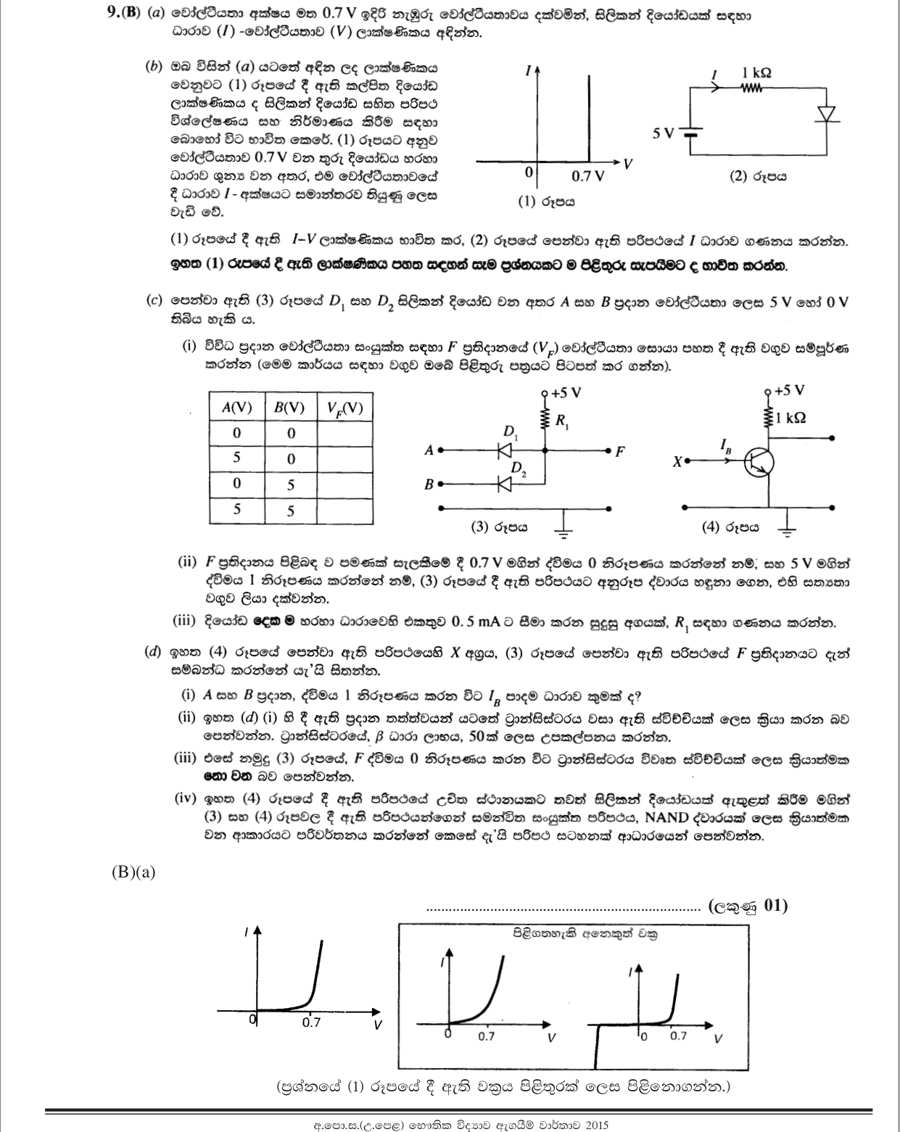 9.(B) (a) වෝල්ටීයතා අක්ෂය මත 0.7 V ඉදිරි නැඹුරු වෝල්ටීයතාවය දක්වමින්, සිලිකන් දියෝඩයක් සඳහා
ධාරාව (I) -වෝල්ටීයතාව (V) ලාක්ෂණිකය අඳින්න.
(b) ඔබ විසින් (a) යටතේ අඳින ලද ලාක්ෂණිකය
වෙනුවට (1) රූපයේ දී ඇති කල්පිත දියෝඩ
ලාක්ෂණිකය ද සිලිකන් දියෝඩ සහිත පරිපථ
විශ්ලේෂණය සහ නිර්මාණය කිරීම සඳහා
බොහෝ විට භාවිත කෙරේ. (1) රූපයට අනුව
වෝල්ටීයතාව 0.7 V වන තුරු දියෝඩය හරහා
ධාරාව ශුන්‍ය වන අතර, එම වෝල්ටීයතාවයේ
දී ධාරාව I - අක්ෂයට සමාන්තරව තියුණු ලෙස
වැඩි වේ.
I
0
0.7 V
V
(1) රූපය
I
1 kΩ
5 V
(2) රූපය
(1) රූපයේ දී ඇති I–V ලාක්ෂණිකය භාවිත කර, (2) රූපයේ පෙන්වා ඇති පරිපථයේ I ධාරාව ගණනය කරන්න.
ඉහත (1) රූපයේ දී ඇති ලාක්ෂණිකය පහත සඳහන් සෑම ප්‍රශ්නයකට ම පිළිතුරු සැපයීමට ද භාවිත කරන්න.
(c) පෙන්වා ඇති (3) රූපයේ D1 සහ D2 සිලිකන් දියෝඩ වන අතර A සහ B ප්‍රදාන වෝල්ටීයතා ලෙස 5 V හෝ 0 V
තිබිය හැකි ය.
(i) විවිධ ප්‍රදාන වෝල්ටීයතා සංයුක්ත සඳහා F ප්‍රතිදානයේ (VF) වෝල්ටීයතා සොයා පහත දී ඇති වගුව සම්පූර්ණ
කරන්න (මෙම කාර්යය සඳහා වගුව ඔබේ පිළිතුරු පත්‍රයට පිටපත් කර ගන්න).
A(V) B(V) VF(V)
0 0
5 0
0 5
5 5
+5 V
R1
D1
A
F
D2
B
(3) රූපය
+5 V
1 kΩ
IB
X
(4) රූපය
(ii) F ප්‍රතිදානය පිළිබඳ ව පමණක් සැලකීමේ දී 0.7 V මගින් ද්වීමය 0 නිරූපණය කරන්නේ නම්, සහ 5 V මගින්
ද්වීමය 1 නිරූපණය කරන්නේ නම්, (3) රූපයේ දී ඇති පරිපථයට අනුරූප ද්වාරය හඳුනා ගෙන, එහි සත්‍යතා
වගුව ලියා දක්වන්න.
(iii) දියෝඩ දෙක ම හරහා ධාරාවෙහි එකතුව 0. 5 mA ට සීමා කරන සුදුසු අගයක්, R1 සඳහා ගණනය කරන්න.
(d) ඉහත (4) රූපයේ පෙන්වා ඇති පරිපථයෙහි X අග්‍රය, (3) රූපයේ පෙන්වා ඇති පරිපථයේ F ප්‍රතිදානයට දැන්
සම්බන්ධ කරන්නේ යැ'යි සිතන්න.
(i) A සහ B ප්‍රදාන, ද්වීමය 1 නිරූපණය කරන විට IB පාදම ධාරාව කුමක් ද?
(ii) ඉහත (d) (i) හි දී ඇති ප්‍රදාන තත්ත්වයන් යටතේ ට්‍රාන්සිස්ටරය වසා ඇති ස්විච්චියක් ලෙස ක්‍රියා කරන බව
පෙන්වන්න. ට්‍රාන්සිස්ටරයේ, β ධාරා ලාභය, 50ක් ලෙස උපකල්පනය කරන්න.
(iii) එසේ නමුදු (3) රූපයේ, F ද්වීමය 0 නිරූපණය කරන විට ට්‍රාන්සිස්ටරය විවෘත ස්විච්චියක් ලෙස ක්‍රියාත්මක
නො වන බව පෙන්වන්න.
(iv) ඉහත (4) රූපයේ දී ඇති පරිපථයේ උචිත ස්ථානයකට තවත් සිලිකන් දියෝඩයක් ඇතුළත් කිරීම මගින්
(3) සහ (4) රූපවල දී ඇති පරිපථයන්ගෙන් සමන්විත සංයුක්ත පරිපථය, NAND ද්වාරයක් ලෙස ක්‍රියාත්මක
වන ආකාරයට පරිවර්තනය කරන්නේ කෙසේ දැ'යි පරිපථ සටහනක් ආධාරයෙන් පෙන්වන්න.
(B)(a)
.................................................................... (ලකුණු 01)
I
0
0.7
V
පිළිගතහැකි අනෙකුත් වක්‍ර
I
0
0.7
V
I
0
0.7
V
(ප්‍රශ්නයේ (1) රූපයේ දී ඇති වක්‍රය පිළිතුරක් ලෙස පිළිනොගන්න.)
අ.පො.ස.(උ.පෙළ) භෞතික විද්‍යාව ඇගයීම් වාර්තාව 2015